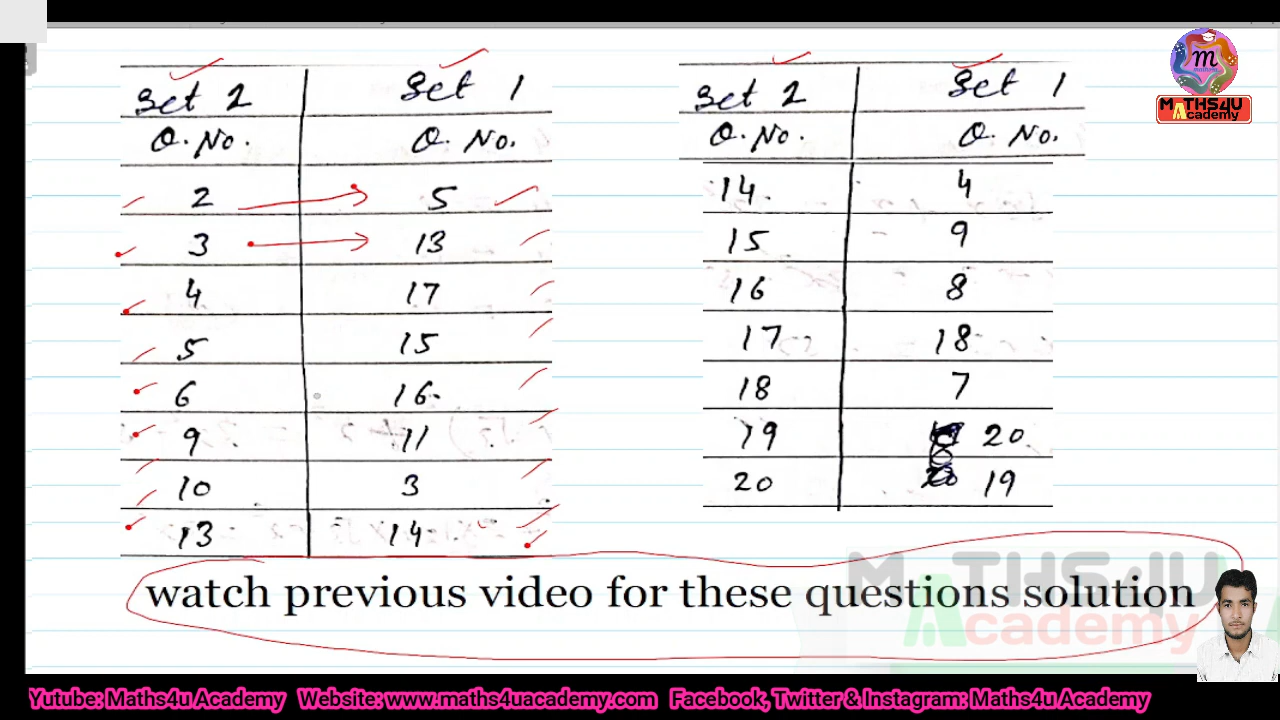 Set 2 Set 1
Q. No. Q. No.
2 5
3 13
4 17
5 15
6 16
9 11
10 3
13 14
Set 2 Set 1
Q. No. Q. No.
14 4
15 9
16 8
17 18
18 7
19 20
20 19
watch previous video for these questions solution
m
MATHS4U
Academy
MATHS4U
Academy
Yutube: Maths4u Academy Website: www.maths4uacademy.com Facebook, Twitter & Instagram: Maths4u Academy